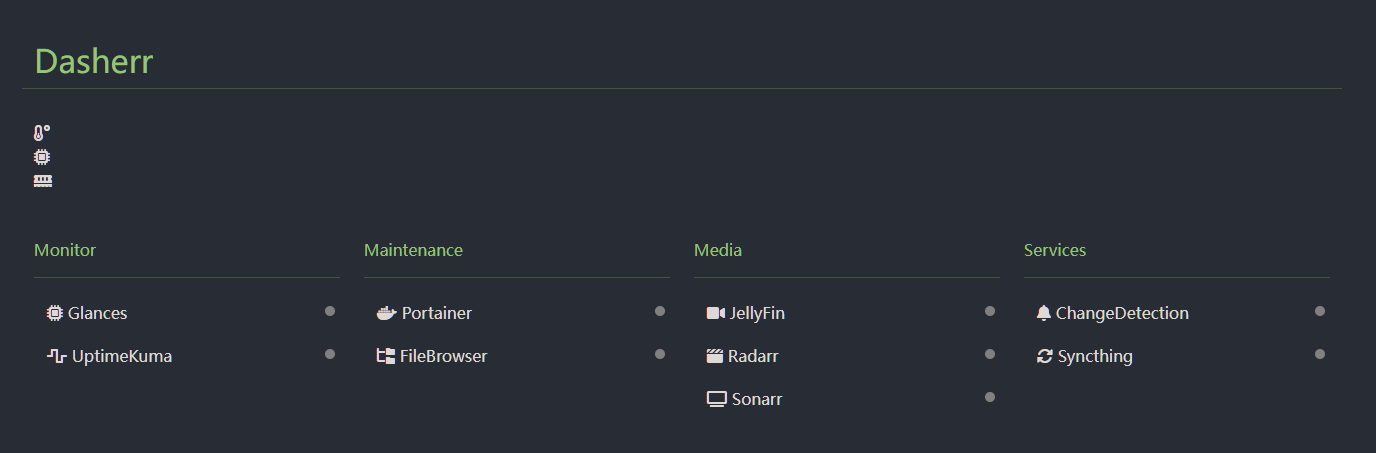 Dasherr
Monitor
Glances
UptimeKuma
Maintenance
Portainer
FileBrowser
Media
JellyFin
Radarr
Sonarr
Services
ChangeDetection
Syncthing